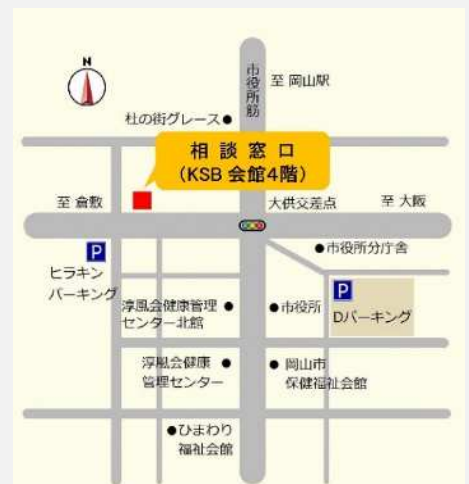 N
市役所筋
至 岡山駅
杜の街グレース
相談窓口
(KSB 会館4階)
至 倉敷
大供交差点
至 大阪
P
ヒラキン
パーキング
市役所分庁舎
P
Dパーキング
淳風会健康管理
センター北館
市役所
淳風会健康
管理センター
岡山市
保健福祉会館
ひまわり
福祉会館